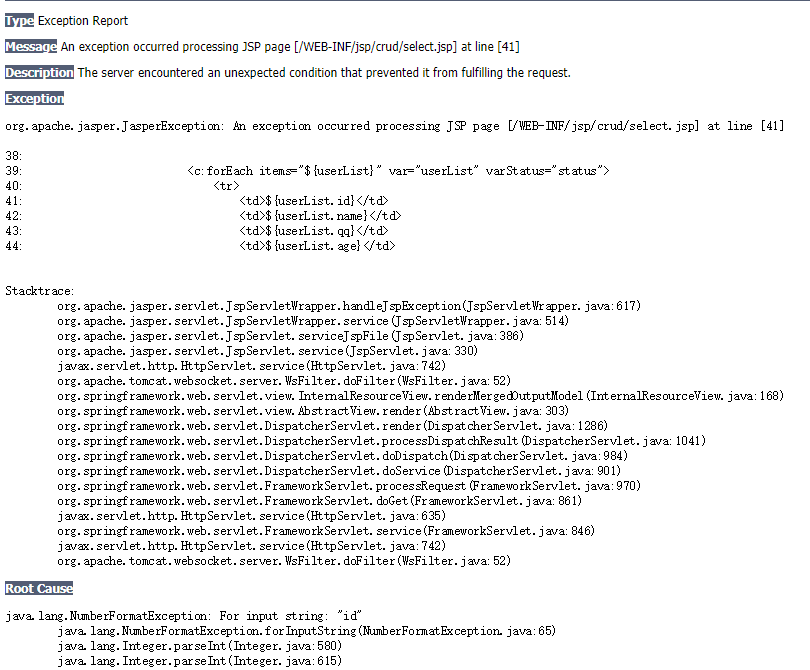 Type Exception Report
Message An exception occurred processing JSP page [/WEB-INF/jsp/crud/select.jsp] at line [41]
Description The server encountered an unexpected condition that prevented it from fulfilling the request.
Exception
org.apache.jasper.JasperException: An exception occurred processing JSP page [/WEB-INF/jsp/crud/select.jsp] at line [41]
38:
39: <c:forEach items="${userList}" var="userList" varStatus="status">
40: <tr>
41: <td>${userList.id}</td>
42: <td>${userList.name}</td>
43: <td>${userList.qq}</td>
44: <td>${userList.age}</td>
Stacktrace:
org.apache.jasper.servlet.JspServletWrapper.handleJspException(JspServletWrapper.java:617)
org.apache.jasper.servlet.JspServletWrapper.service(JspServletWrapper.java:514)
org.apache.jasper.servlet.JspServlet.serviceJspFile(JspServlet.java:386)
org.apache.jasper.servlet.JspServlet.service(JspServlet.java:330)
javax.servlet.http.HttpServlet.service(HttpServlet.java:742)
org.apache.tomcat.websocket.server.WsFilter.doFilter(WsFilter.java:52)
org.springframework.web.servlet.view.InternalResourceView.renderMergedOutputModel(InternalResourceView.java:168)
org.springframework.web.servlet.view.AbstractView.render(AbstractView.java:303)
org.springframework.web.servlet.DispatcherServlet.render(DispatcherServlet.java:1286)
org.springframework.web.servlet.DispatcherServlet.processDispatchResult(DispatcherServlet.java:1041)
org.springframework.web.servlet.DispatcherServlet.doDispatch(DispatcherServlet.java:984)
org.springframework.web.servlet.DispatcherServlet.doService(DispatcherServlet.java:901)
org.springframework.web.servlet.FrameworkServlet.processRequest(FrameworkServlet.java:970)
org.springframework.web.servlet.FrameworkServlet.doGet(FrameworkServlet.java:861)
javax.servlet.http.HttpServlet.service(HttpServlet.java:635)
org.springframework.web.servlet.FrameworkServlet.service(FrameworkServlet.java:846)
javax.servlet.http.HttpServlet.service(HttpServlet.java:742)
org.apache.tomcat.websocket.server.WsFilter.doFilter(WsFilter.java:52)
Root Cause
java.lang.NumberFormatException: For input string: "id"
java.lang.NumberFormatException.forInputString(NumberFormatException.java:65)
java.lang.Integer.parseInt(Integer.java:580)
java.lang.Integer.parseInt(Integer.java:615)